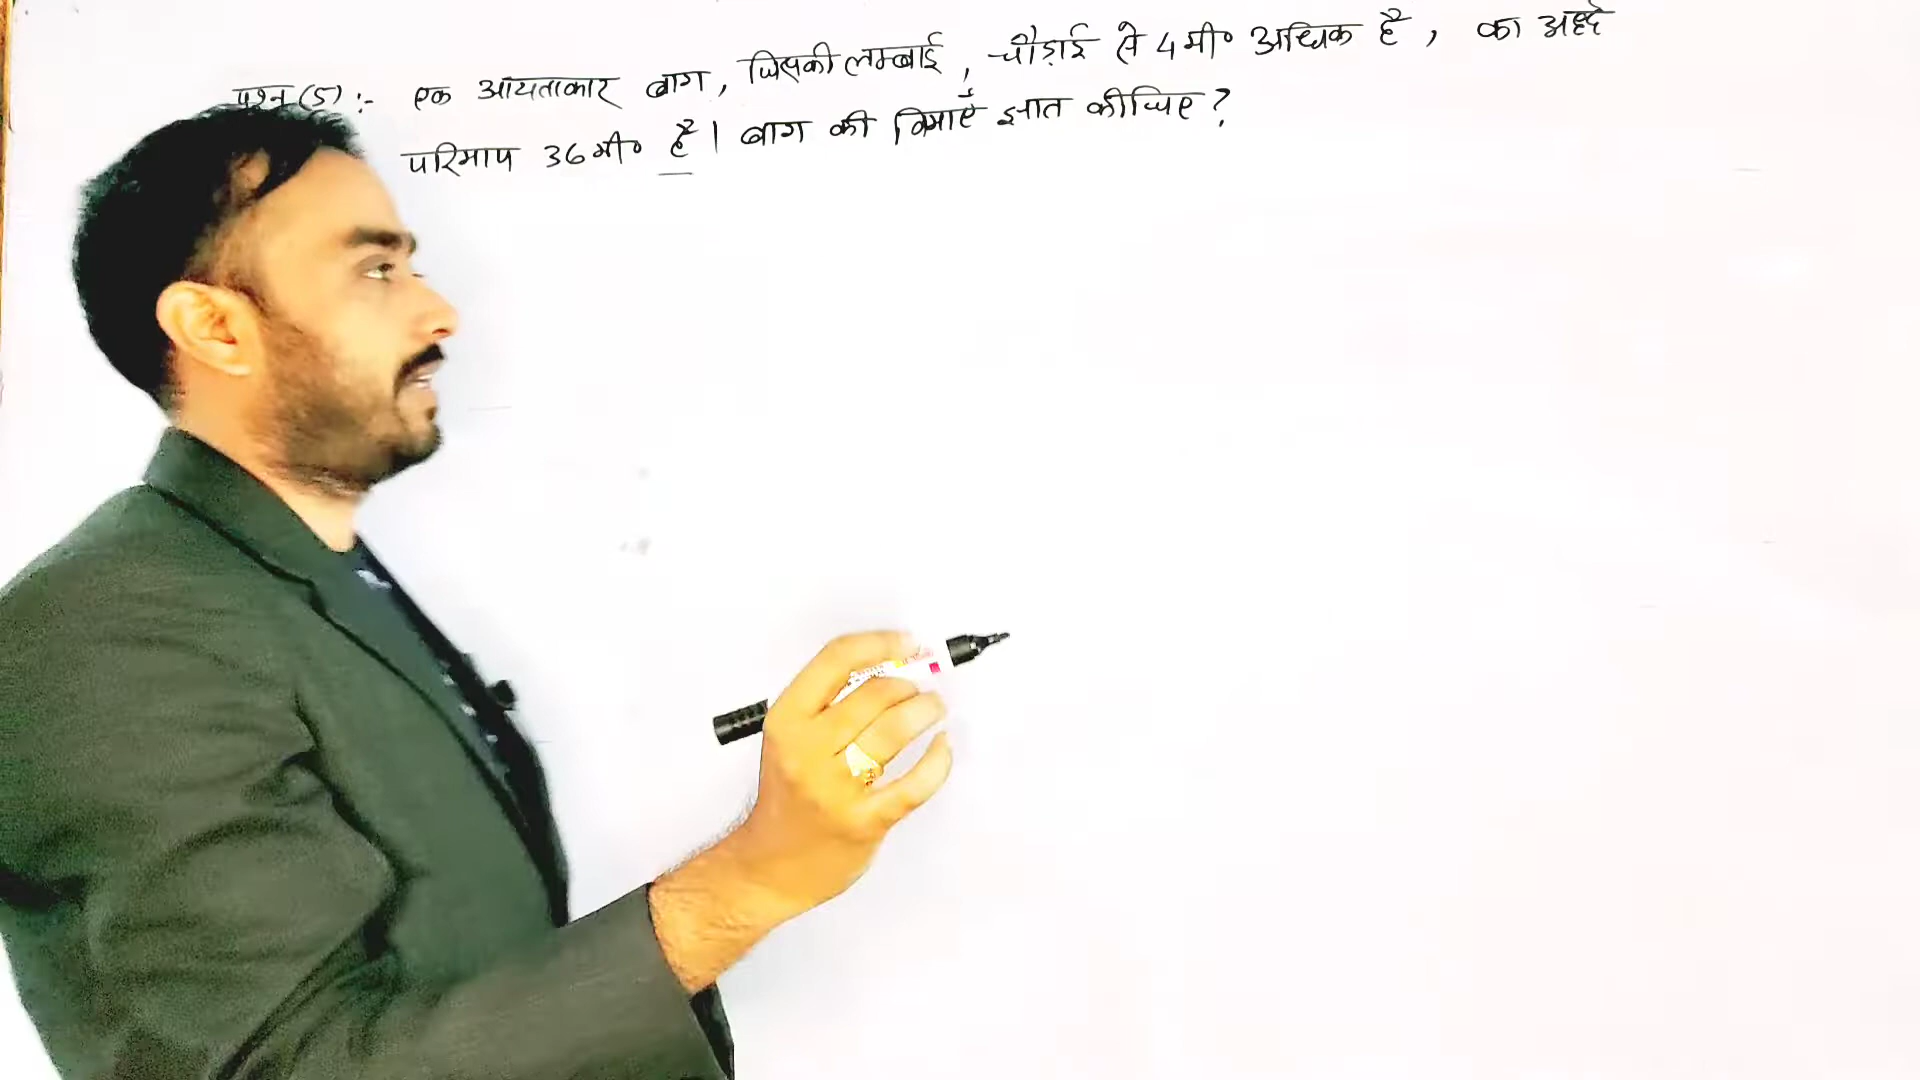 प्रश्न (5) :- एक आयताकार बाग, जिसकी लम्बाई, चौड़ाई से 4 मी० अधिक है, का अर्द्ध
परिमाप 36 मी० है। बाग की विमाएँ ज्ञात कीजिए?